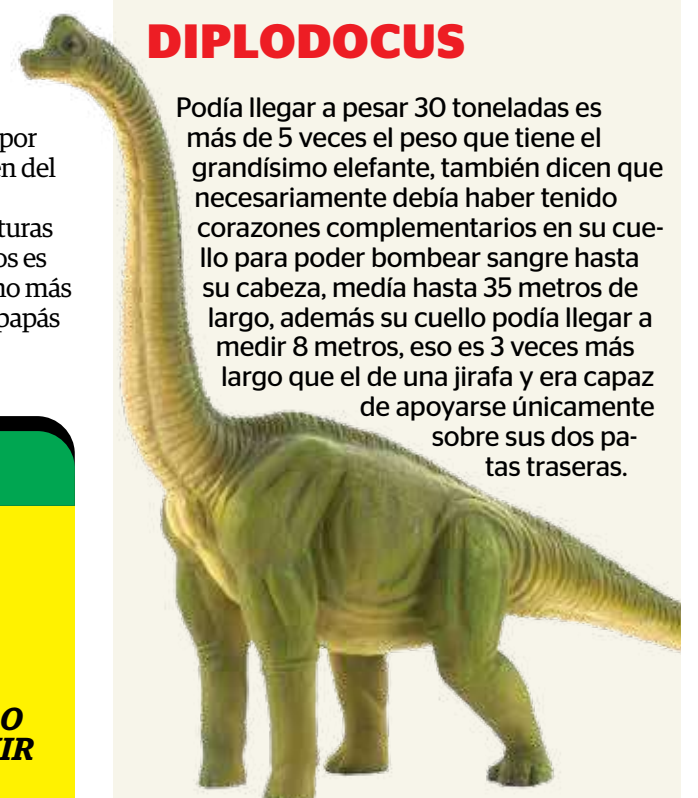 DIPLODOCUS
Podía llegar a pesar 30 toneladas es
más de 5 veces el peso que tiene el
grandísimo elefante, también dicen que
necesariamente debía haber tenido
corazones complementarios en su cue-
llo para poder bombear sangre hasta
su cabeza, medía hasta 35 metros de
largo, además su cuello podía llegar a
medir 8 metros, eso es 3 veces más
largo que el de una jirafa y era capaz
de apoyarse únicamente
sobre sus dos pa-
tas traseras.
por
del
es
más
papás